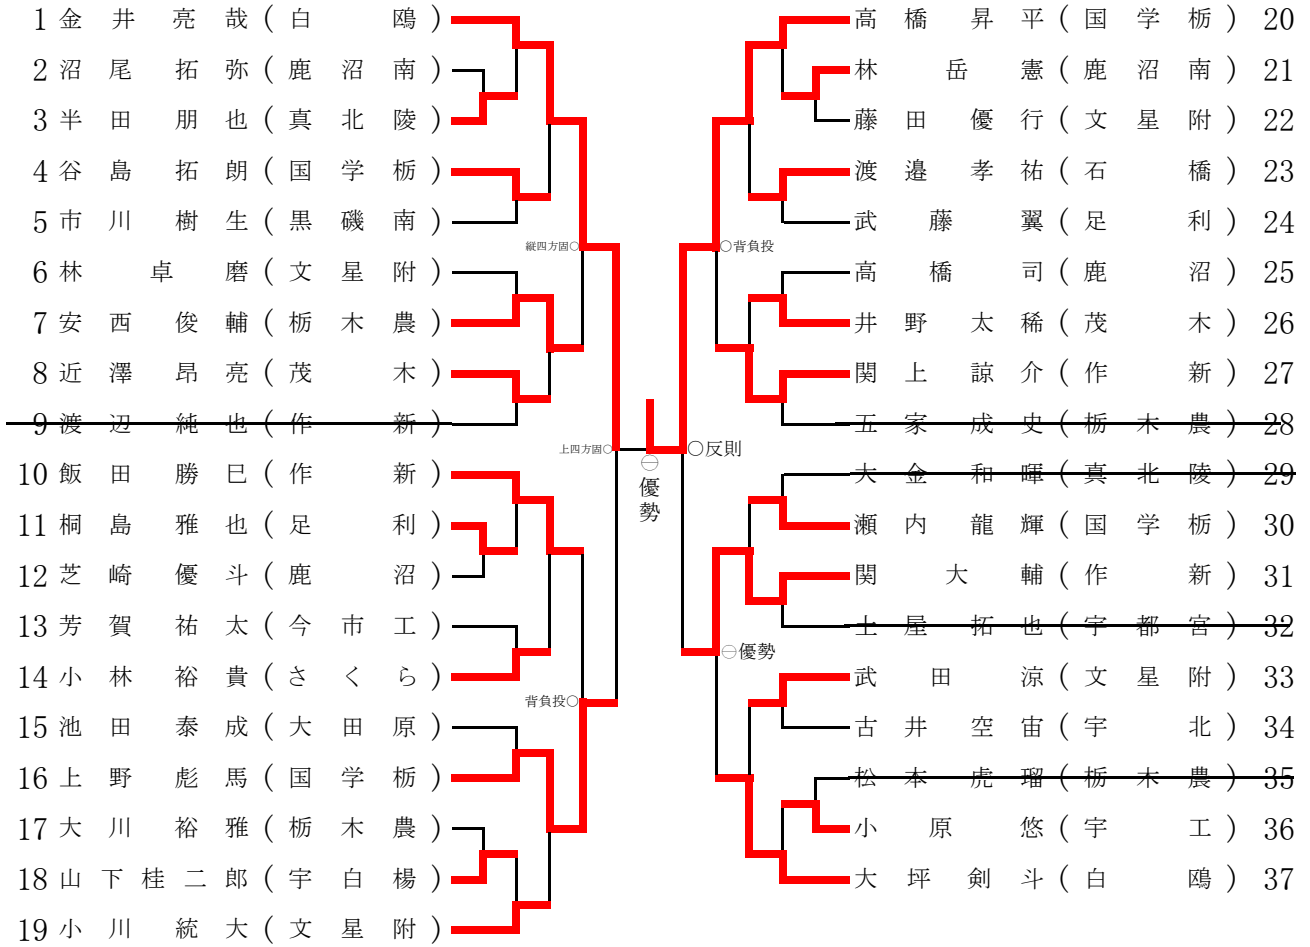 1 金井亮哉(白鴎)
2 沼尾拓弥(鹿沼南)
3 半田朋也(真北陵)
4 谷島拓朗(国学栃)
5 市川樹生(黒磯南)
6 林卓磨(文星附)
7 安西俊輔(栃木農)
8 近澤昂亮(茂木)
9 渡辺純也(作新)
10 飯田勝巳(作新)
11 桐島雅也(足利)
12 芝崎優斗(鹿沼)
13 芳賀祐太(今市工)
14 小林裕貴(さくら)
15 池田泰成(大田原)
16 上野彪馬(国学栃)
17 大川裕雅(栃木農)
18 山下桂二郎(宇白楊)
19 小川統大(文星附)
縦四方固○
上四方固○
背負投○
㊀優勢
○背負投
○反則
㊀優勢
高橋昇平(国学栃) 20
林岳憲(鹿沼南) 21
藤田優行(文星附) 22
渡邉孝祐(石橋) 23
武藤翼(足利) 24
高橋司(鹿沼) 25
井野太稀(茂木) 26
関上諒介(作新) 27
五家成史(栃木農) 28
大金和暉(真北陵) 29
瀬内龍輝(国学栃) 30
関大輔(作新) 31
土屋拓也(宇都宮) 32
武田涼(文星附) 33
古井空宙(宇北) 34
松本虎瑠(栃木農) 35
小原悠(宇工) 36
大坪剣斗(白鴎) 37